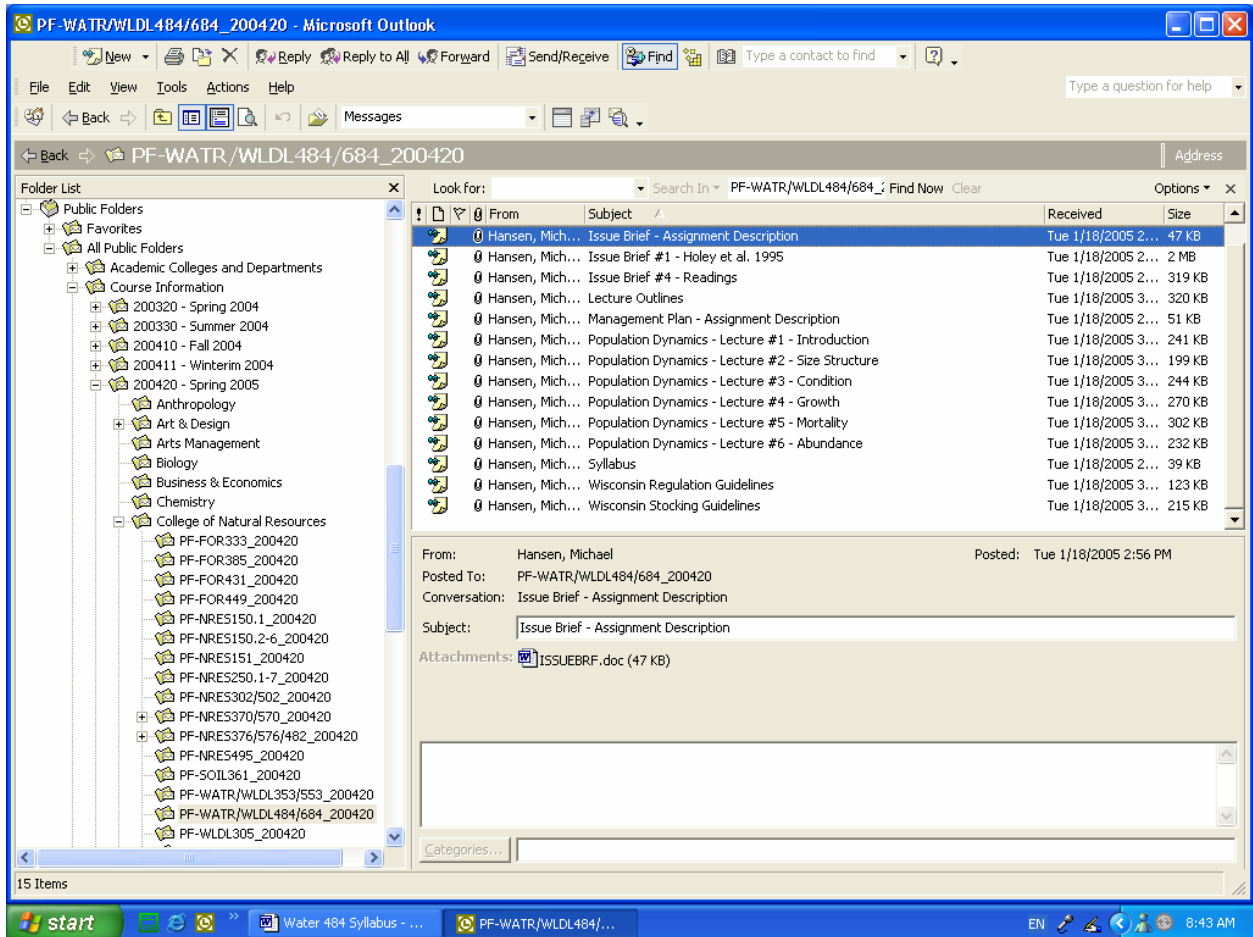 PF-WATR/WLDL484/684_200420 - Microsoft Outlook
New Reply Reply to All Forward Send/Receive Find Type a contact to find
File Edit View Tools Actions Help Type a question for help
Back Messages
Back PF-WATR/WLDL484/684_200420 Address
Folder List
Public Folders
Favorites
All Public Folders
Academic Colleges and Departments
Course Information
200320 - Spring 2004
200330 - Summer 2004
200410 - Fall 2004
200411 - Winterim 2004
200420 - Spring 2005
Anthropology
Art & Design
Arts Management
Biology
Business & Economics
Chemistry
College of Natural Resources
PF-FOR333_200420
PF-FOR385_200420
PF-FOR431_200420
PF-FOR449_200420
PF-NRES150.1_200420
PF-NRES150.2-6_200420
PF-NRES151_200420
PF-NRES250.1-7_200420
PF-NRES302/502_200420
PF-NRES370/570_200420
PF-NRES376/576/482_200420
PF-NRES495_200420
PF-SOIL361_200420
PF-WATR/WLDL353/553_200420
PF-WATR/WLDL484/684_200420
PF-WLDL305_200420
Look for: Search In PF-WATR/WLDL484/684_ Find Now Clear Options
! From Subject Received Size
Hansen, Mich... Issue Brief - Assignment Description Tue 1/18/2005 2... 47 KB
Hansen, Mich... Issue Brief #1 - Holey et al. 1995 Tue 1/18/2005 2... 2 MB
Hansen, Mich... Issue Brief #4 - Readings Tue 1/18/2005 2... 319 KB
Hansen, Mich... Lecture Outlines Tue 1/18/2005 3... 320 KB
Hansen, Mich... Management Plan - Assignment Description Tue 1/18/2005 2... 51 KB
Hansen, Mich... Population Dynamics - Lecture #1 - Introduction Tue 1/18/2005 3... 241 KB
Hansen, Mich... Population Dynamics - Lecture #2 - Size Structure Tue 1/18/2005 3... 199 KB
Hansen, Mich... Population Dynamics - Lecture #3 - Condition Tue 1/18/2005 3... 244 KB
Hansen, Mich... Population Dynamics - Lecture #4 - Growth Tue 1/18/2005 3... 270 KB
Hansen, Mich... Population Dynamics - Lecture #5 - Mortality Tue 1/18/2005 3... 302 KB
Hansen, Mich... Population Dynamics - Lecture #6 - Abundance Tue 1/18/2005 3... 232 KB
Hansen, Mich... Syllabus Tue 1/18/2005 2... 39 KB
Hansen, Mich... Wisconsin Regulation Guidelines Tue 1/18/2005 3... 123 KB
Hansen, Mich... Wisconsin Stocking Guidelines Tue 1/18/2005 3... 215 KB
From: Hansen, Michael Posted: Tue 1/18/2005 2:56 PM
Posted To: PF-WATR/WLDL484/684_200420
Conversation: Issue Brief - Assignment Description
Subject: Issue Brief - Assignment Description
Attachments: ISSUEBRF.doc (47 KB)
Categories...
15 Items
start Water 484 Syllabus - ... PF-WATR/WLDL484/... EN 8:43 AM